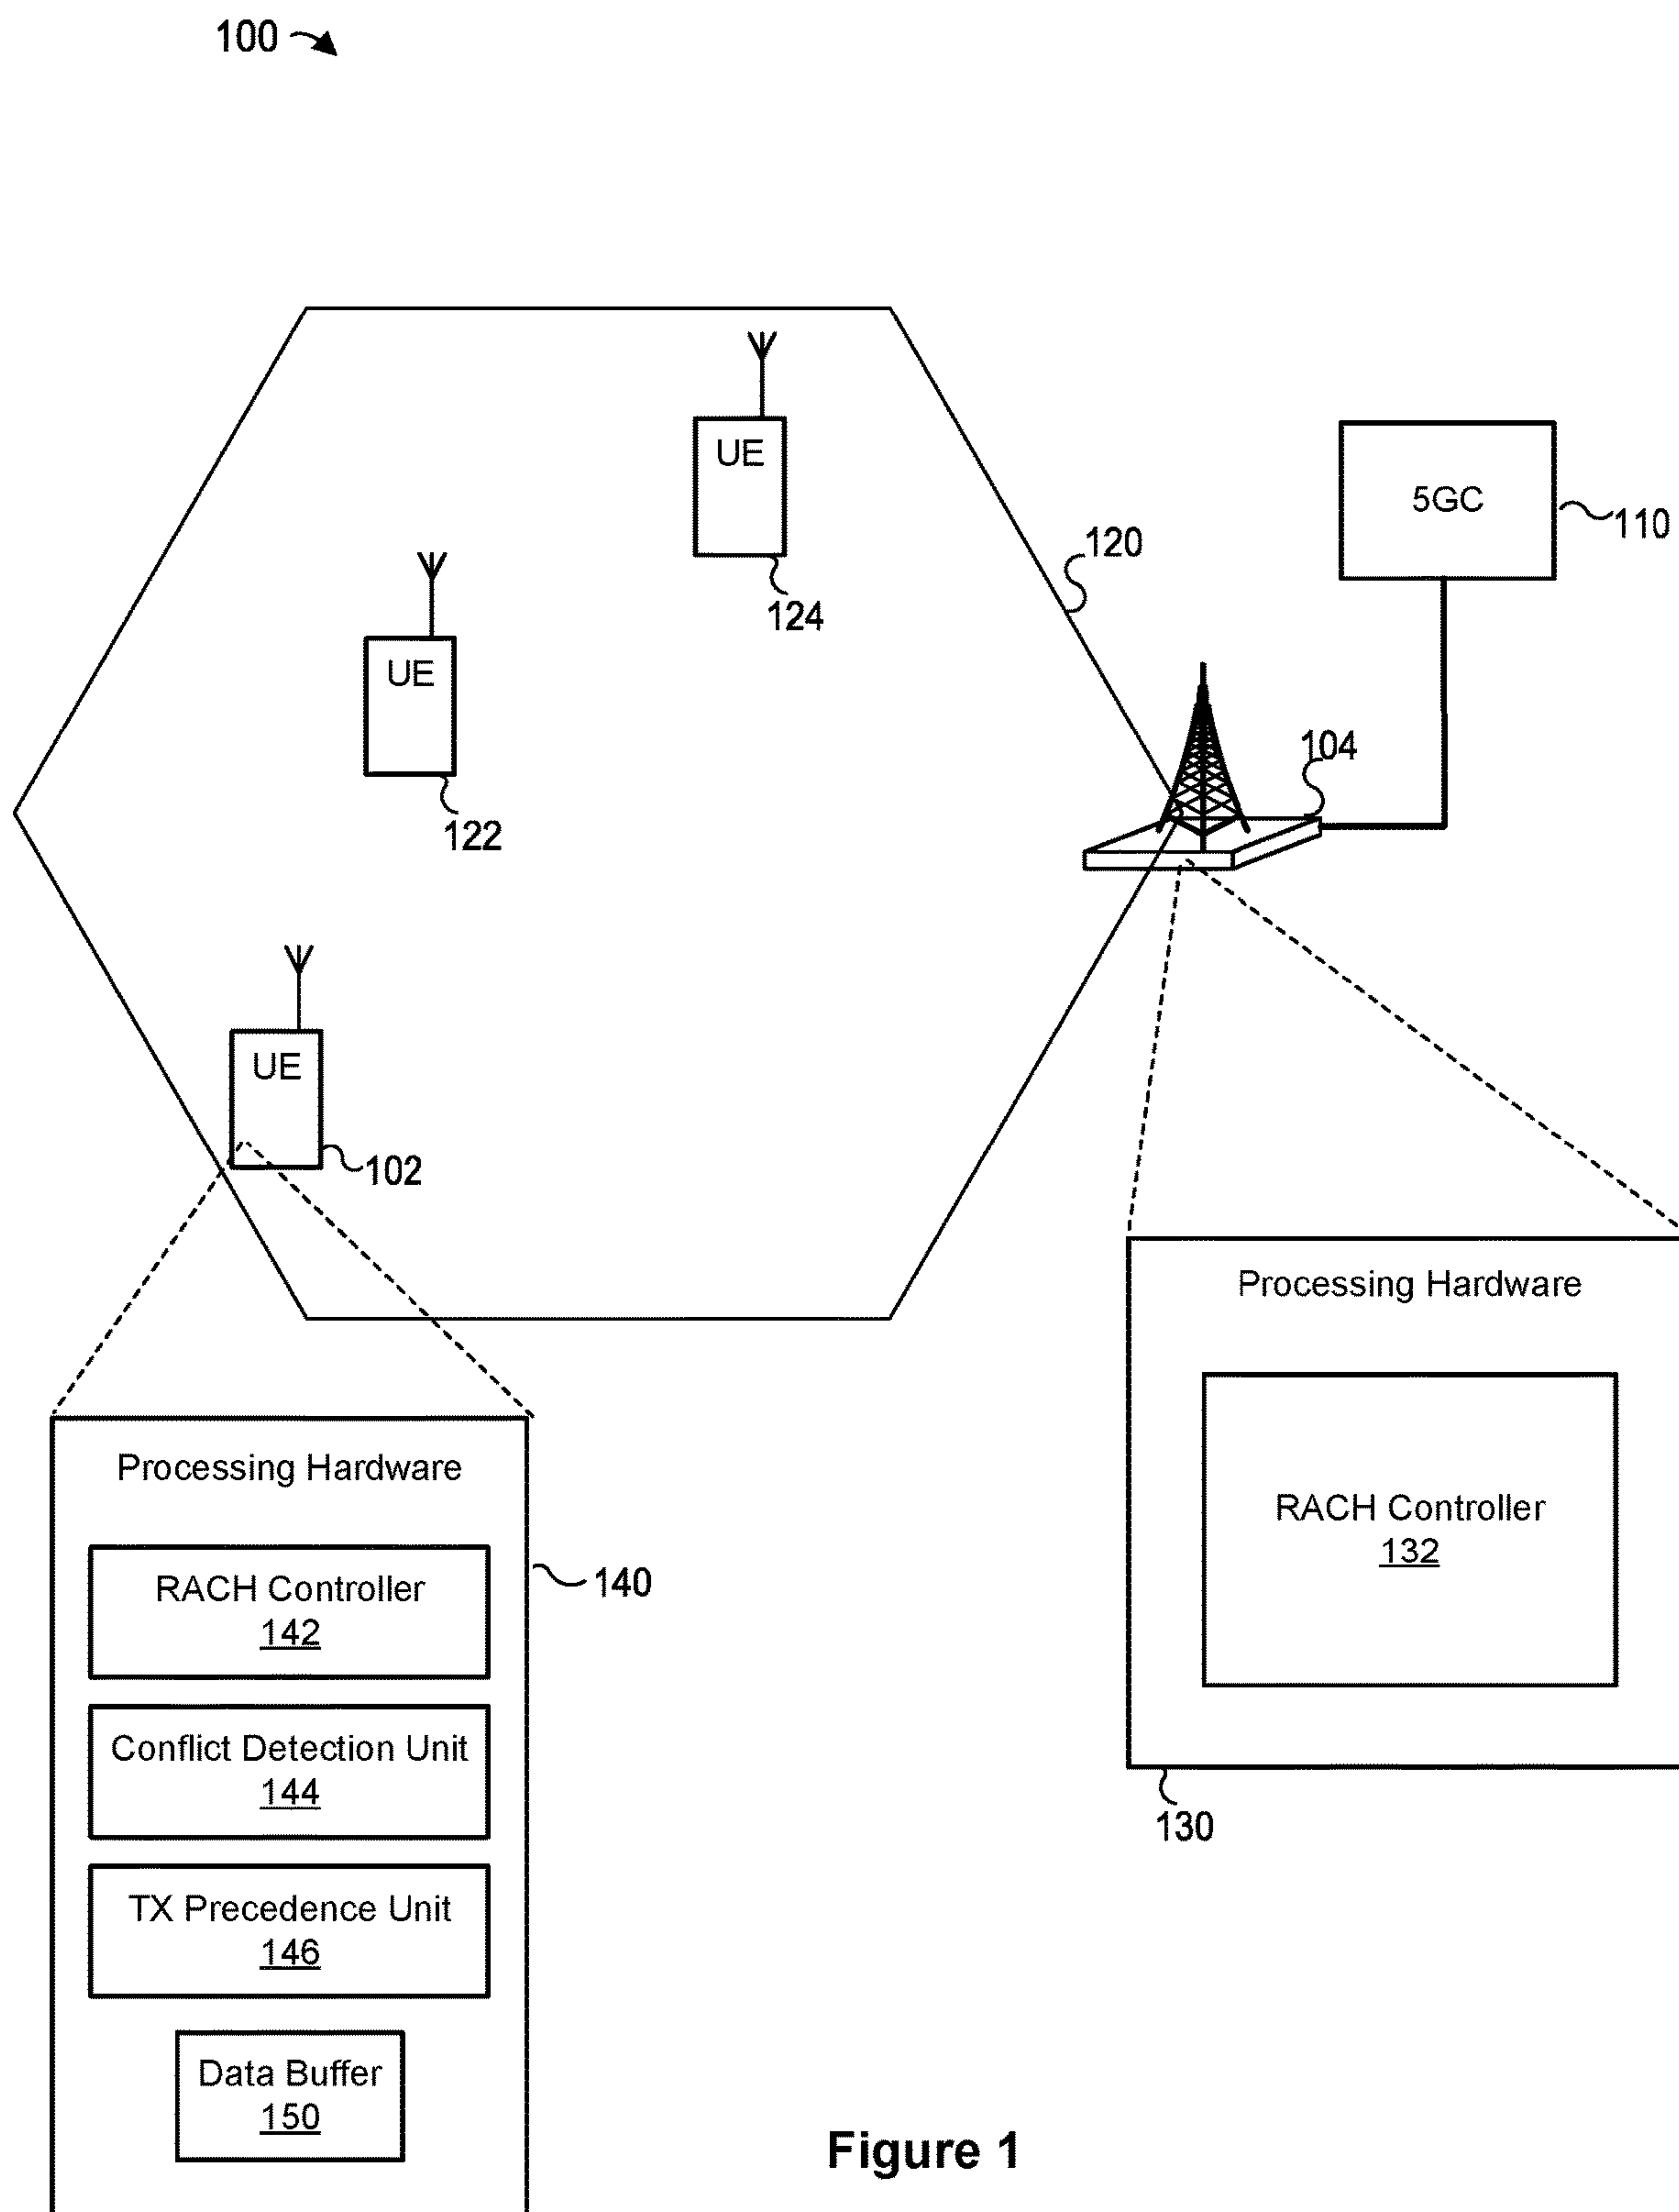 100
UE
124
5GC
110
120
UE
122
104
UE
102
Processing Hardware
RACH Controller
132
130
Processing Hardware
RACH Controller
142
140
Conflict Detection Unit
144
TX Precedence Unit
146
Data Buffer
150
Figure 1